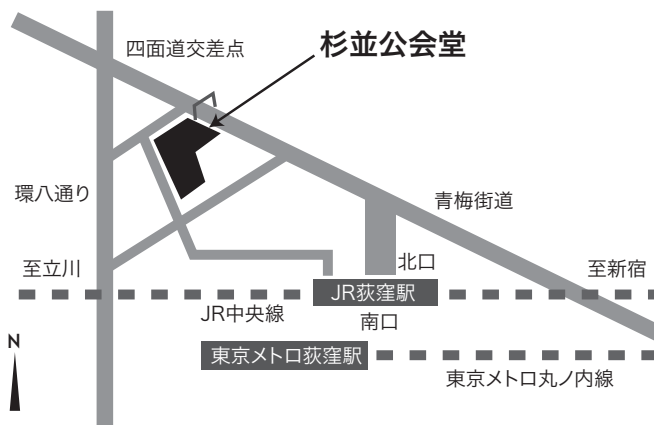 四面道交差点
杉並公会堂
環八通り
青梅街道
至立川
北口
至新宿
JR荻窪駅
JR中央線
南口
N
東京メトロ荻窪駅
東京メトロ丸ノ内線